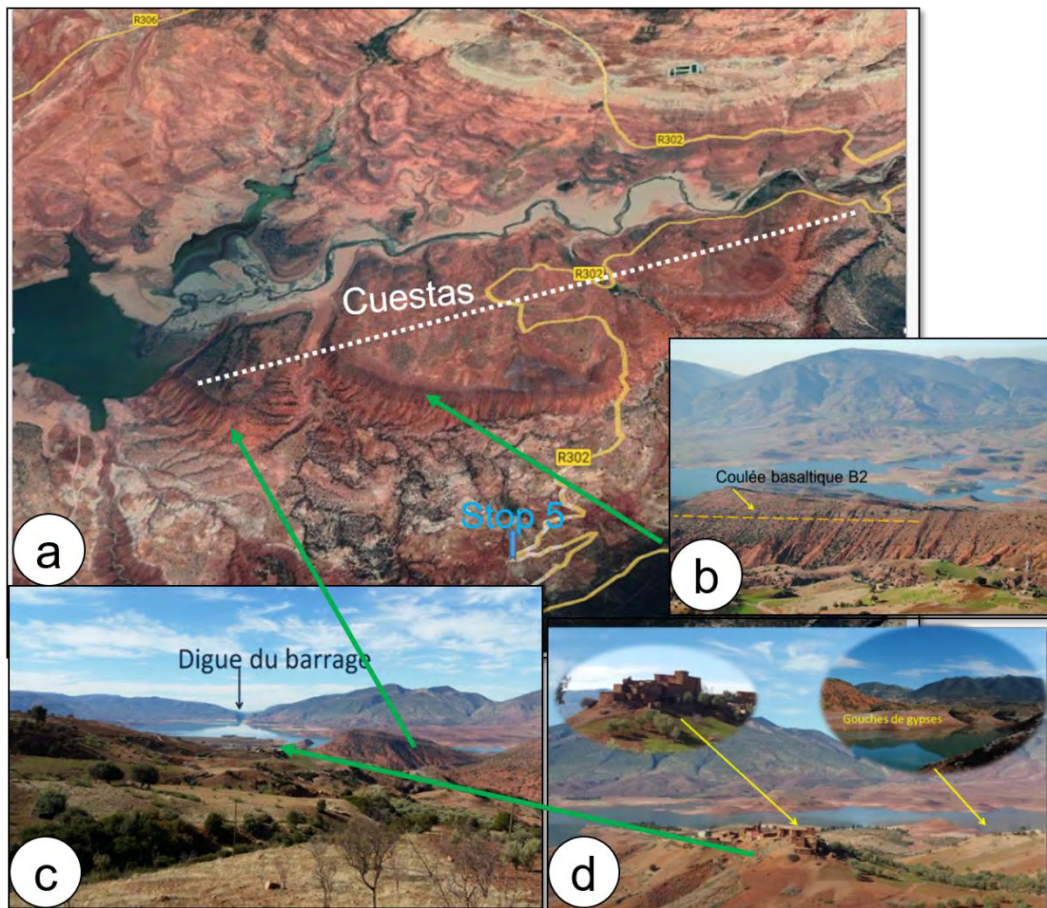 R306
R302
Cuestas
R302
R302
Stop 5
a
Coulée basaltique B2
b
Digue du barrage
c
Gouches de gypses
d